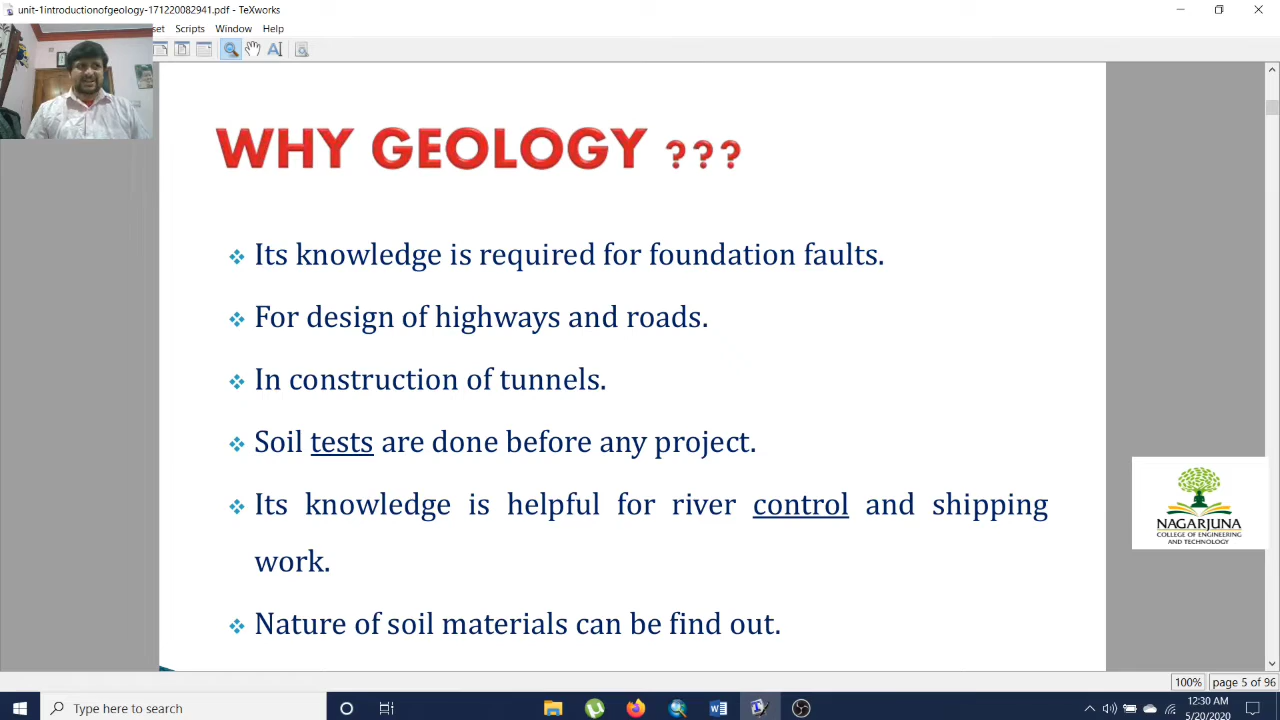 unit-1introductionofgeology-171220082941.pdf - TeXworks
set Scripts Window Help
WHY GEOLOGY ???
Its knowledge is required for foundation faults.
For design of highways and roads.
In construction of tunnels.
Soil tests are done before any project.
Its knowledge is helpful for river control and shipping
work.
Nature of soil materials can be find out.
NAGARJUNA
COLLEGE OF ENGINEERING
AND TECHNOLOGY
100% page 5 of 96
Type here to search
12:30 AM
5/20/2020